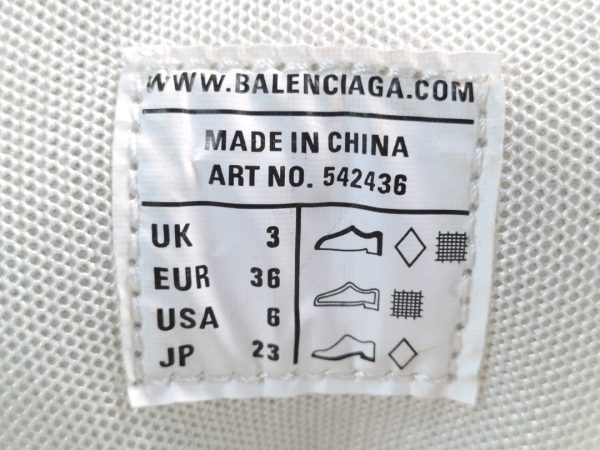 WWW.BALENCIAGA.COM
MADE IN CHINA
ART NO. 542436
UK 3
EUR 36
USA 6
JP 23